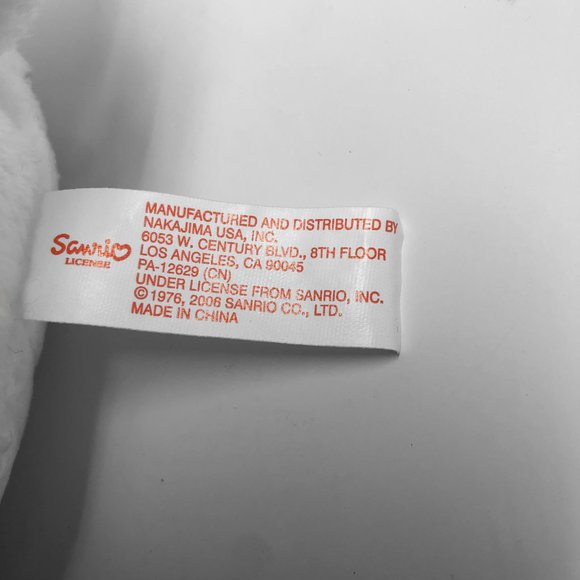 Sanrio
LICENSE
MANUFACTURED AND DISTRIBUTED BY
NAKAJIMA USA, INC.
6053 W. CENTURY BLVD., 8TH FLOOR
LOS ANGELES, CA 90045
PA-12629 (CN)
UNDER LICENSE FROM SANRIO, INC.
© 1976, 2006 SANRIO CO., LTD.
MADE IN CHINA